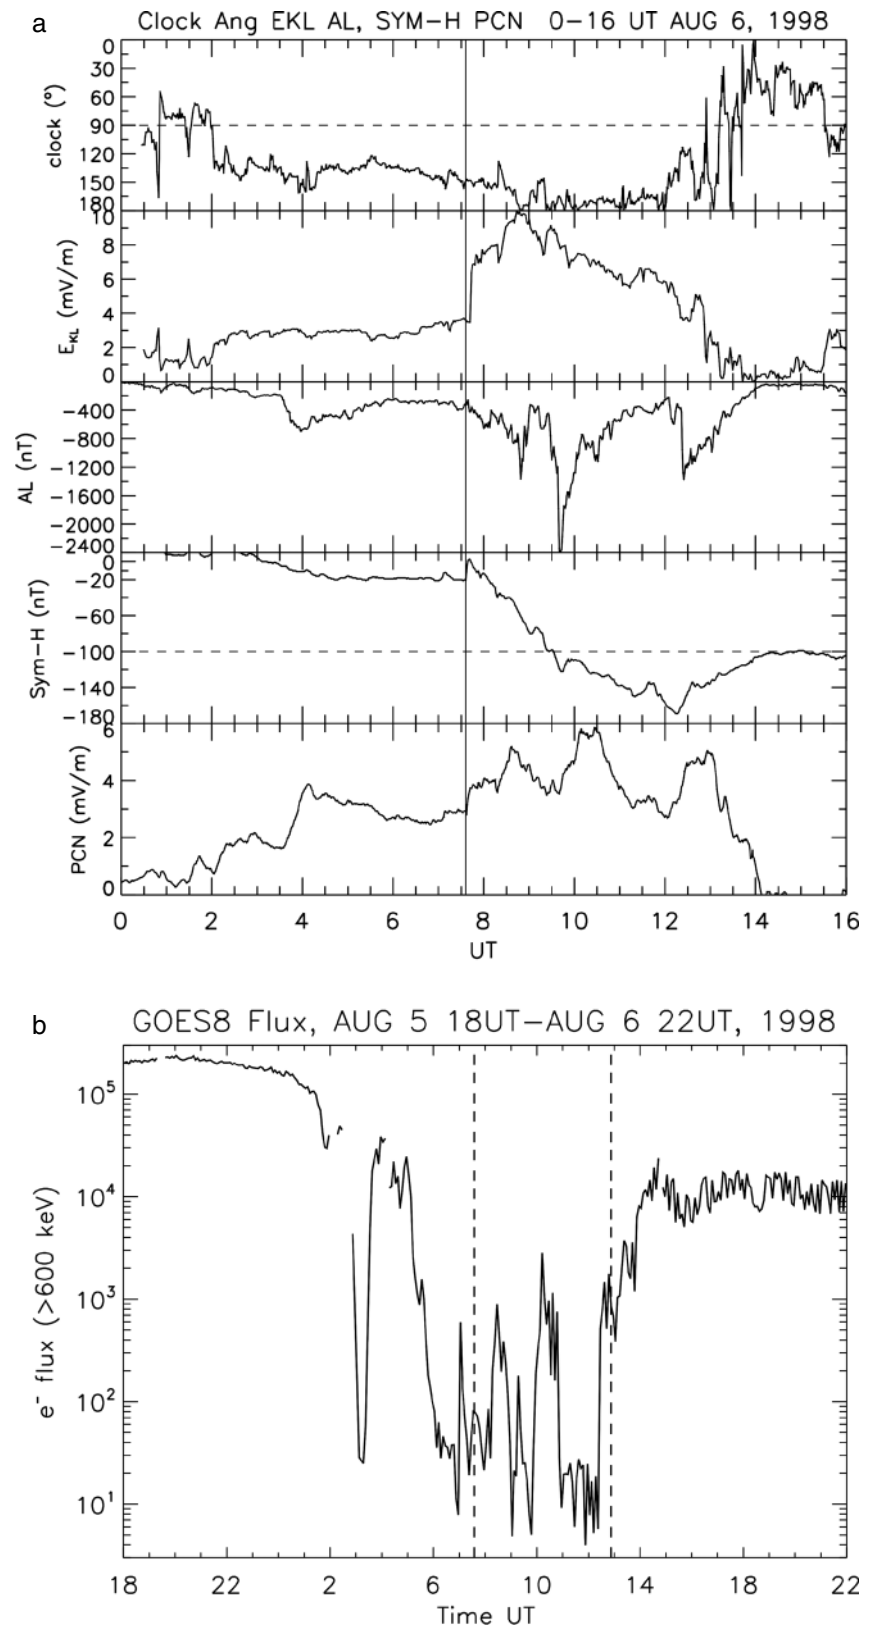 a
Clock Ang EKL AL, SYM-H PCN 0-16 UT AUG 6, 1998
clock (°)
0
30
60
90
120
150
180
E_KL (mV/m)
10
8
6
4
2
0
AL (nT)
-400
-800
-1200
-1600
-2000
-2400
Sym-H (nT)
0
-20
-60
-100
-140
-180
PCN (mV/m)
6
4
2
0
0 2 4 6 8 10 12 14 16
UT
b
GOES8 Flux, AUG 5 18UT-AUG 6 22UT, 1998
e⁻ flux (>600 keV)
10⁵
10⁴
10³
10²
10¹
18 22 2 6 10 14 18 22
Time UT